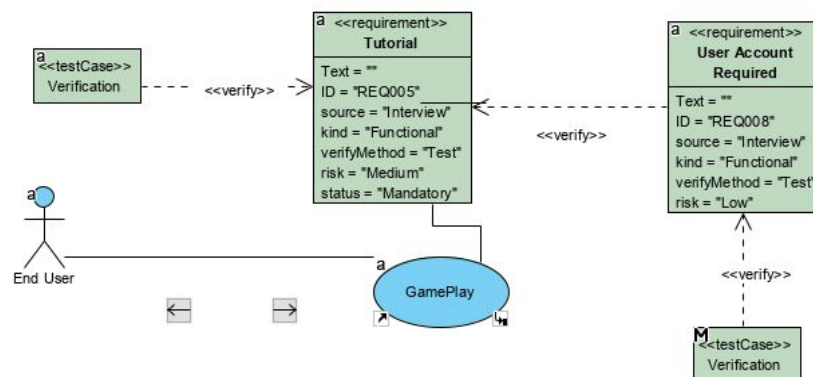 a
<<testCase>>
Verification
<<verify>>
a
<<requirement>>
Tutorial
Text = ""
ID = "REQ005"
source = "Interview"
kind = "Functional"
verifyMethod = "Test"
risk = "Medium"
status = "Mandatory"
<<verify>>
a
<<requirement>>
User Account
Required
Text = ""
ID = "REQ008"
source = "Interview"
kind = "Functional"
verifyMethod = "Test"
risk = "Low"
a
End User
a
GamePlay
<<verify>>
M
<<testCase>>
Verification